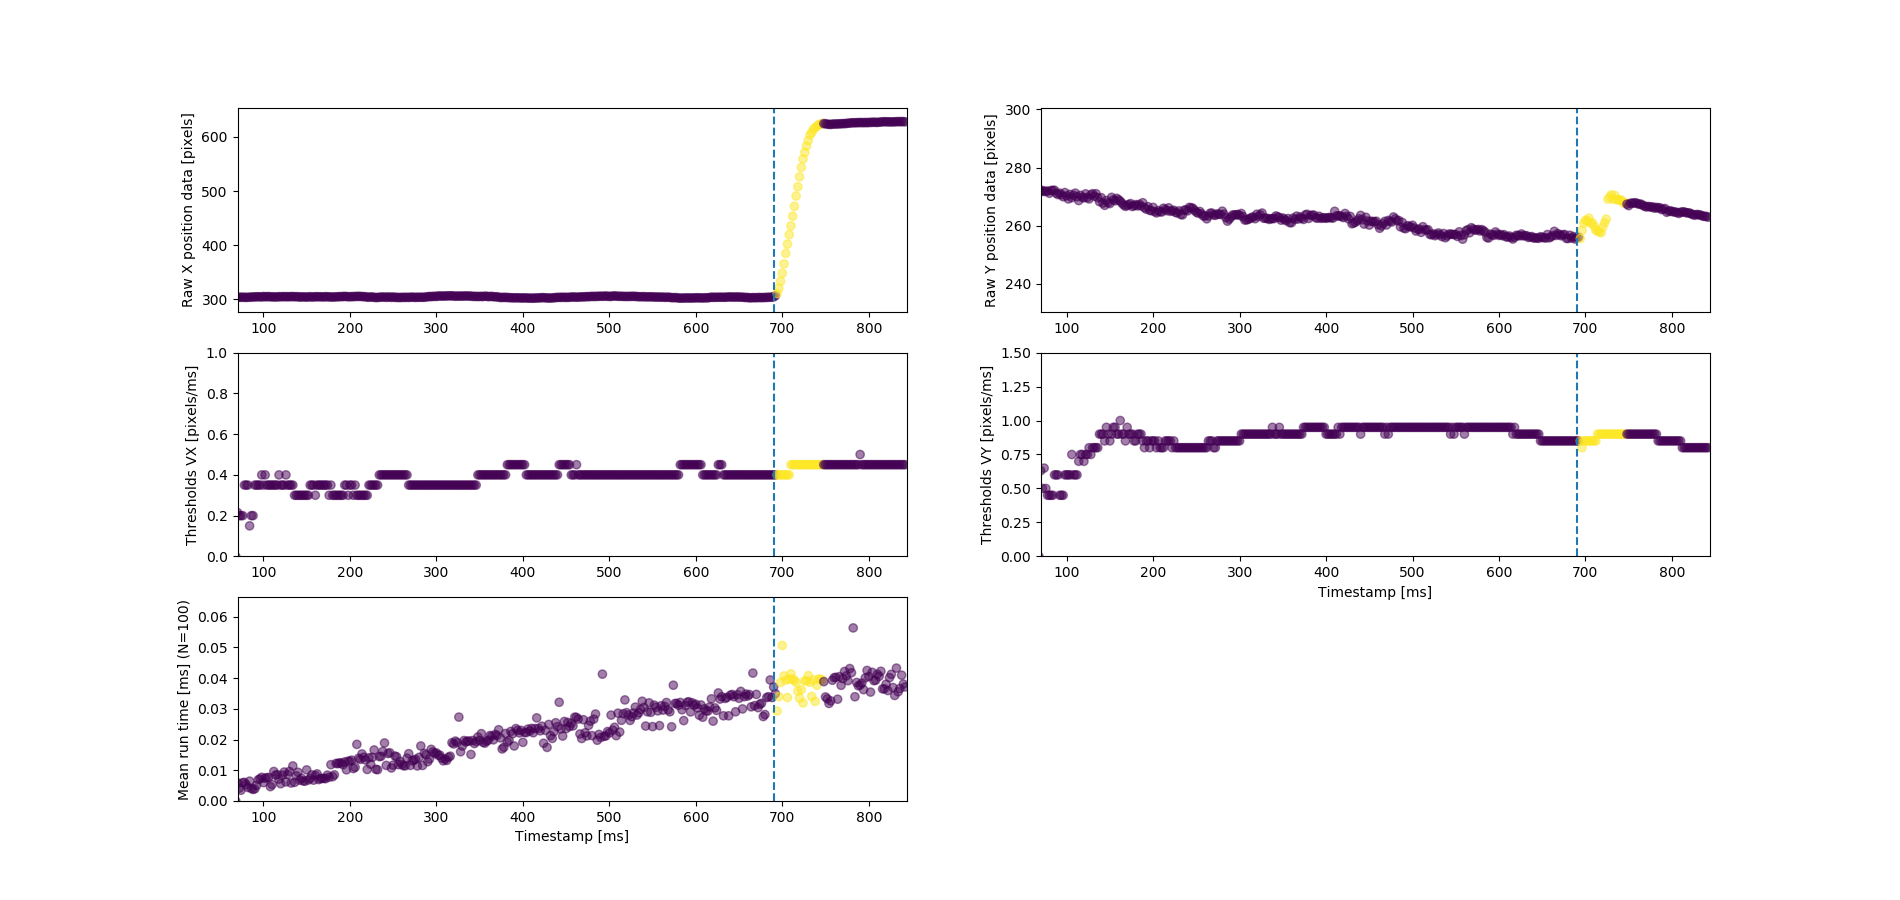 Raw X position data [pixels]
600
500
400
300
100 200 300 400 500 600 700 800
Raw Y position data [pixels]
300
280
260
240
100 200 300 400 500 600 700 800
Thresholds VX [pixels/ms]
1.0
0.8
0.6
0.4
0.2
0.0
100 200 300 400 500 600 700 800
Thresholds VY [pixels/ms]
1.50
1.25
1.00
0.75
0.50
0.25
0.00
100 200 300 400 500 600 700 800
Timestamp [ms]
Mean run time [ms] (N=100)
0.06
0.05
0.04
0.03
0.02
0.01
0.00
100 200 300 400 500 600 700 800
Timestamp [ms]